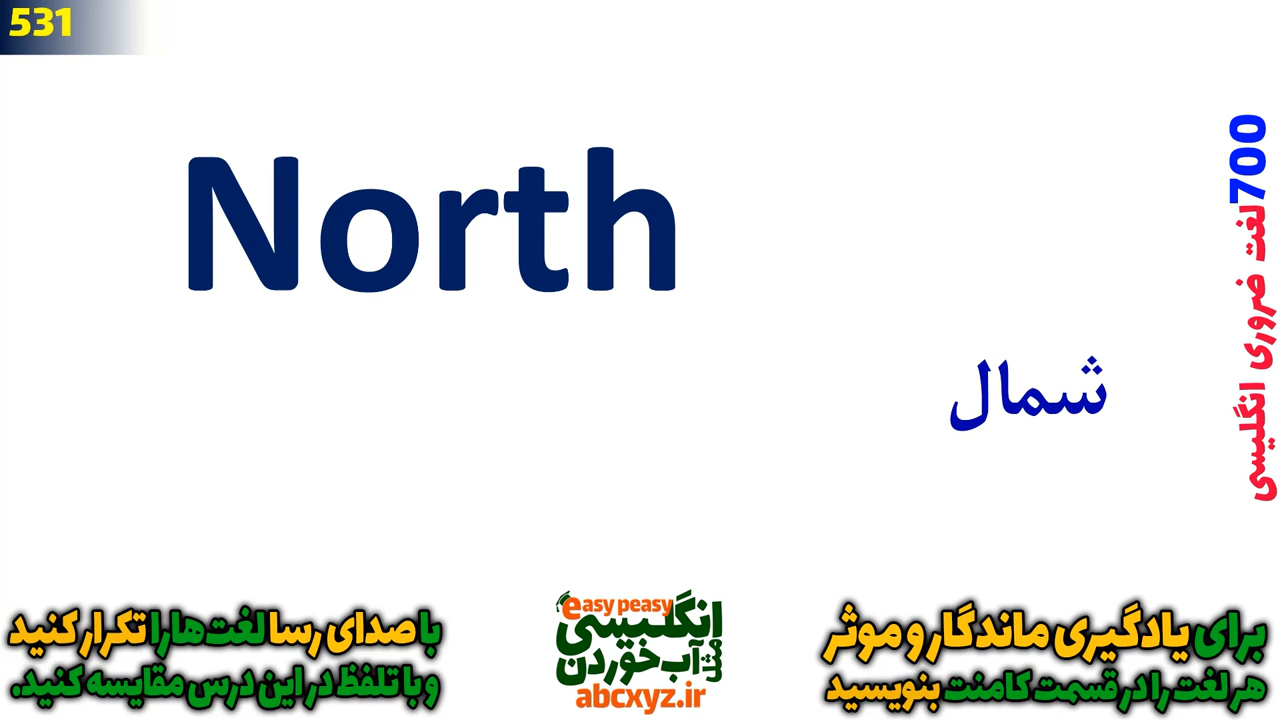 531
North
شمال
700 لغت ضروری انگلیسی
با صدای رسا لغت‌ها را تکرار کنید
و با تلفظ در این درس مقایسه کنید.
easy peasy
انگلیسی
مثل آب خوردن
abcxyz.ir
برای یادگیری ماندگار و موثر
هر لغت را در قسمت کامنت بنویسید